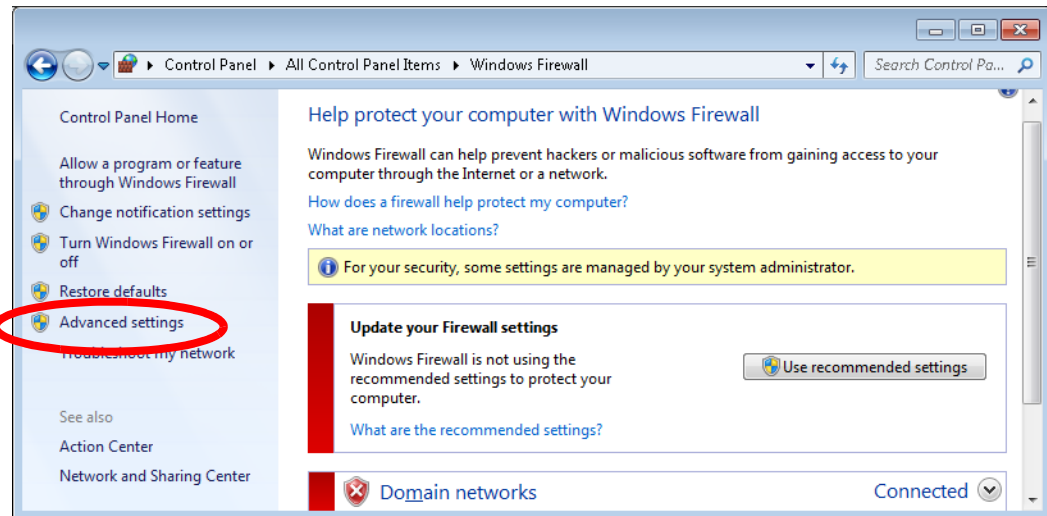 Control Panel ▸ All Control Panel Items ▸ Windows Firewall
Search Control Pa...
Control Panel Home
Allow a program or feature
through Windows Firewall
Change notification settings
Turn Windows Firewall on or
off
Restore defaults
Advanced settings
Troubleshoot my network
See also
Action Center
Network and Sharing Center
Help protect your computer with Windows Firewall
Windows Firewall can help prevent hackers or malicious software from gaining access to your
computer through the Internet or a network.
How does a firewall help protect my computer?
What are network locations?
For your security, some settings are managed by your system administrator.
Update your Firewall settings
Windows Firewall is not using the
recommended settings to protect your
computer.
Use recommended settings
What are the recommended settings?
Domain networks
Connected